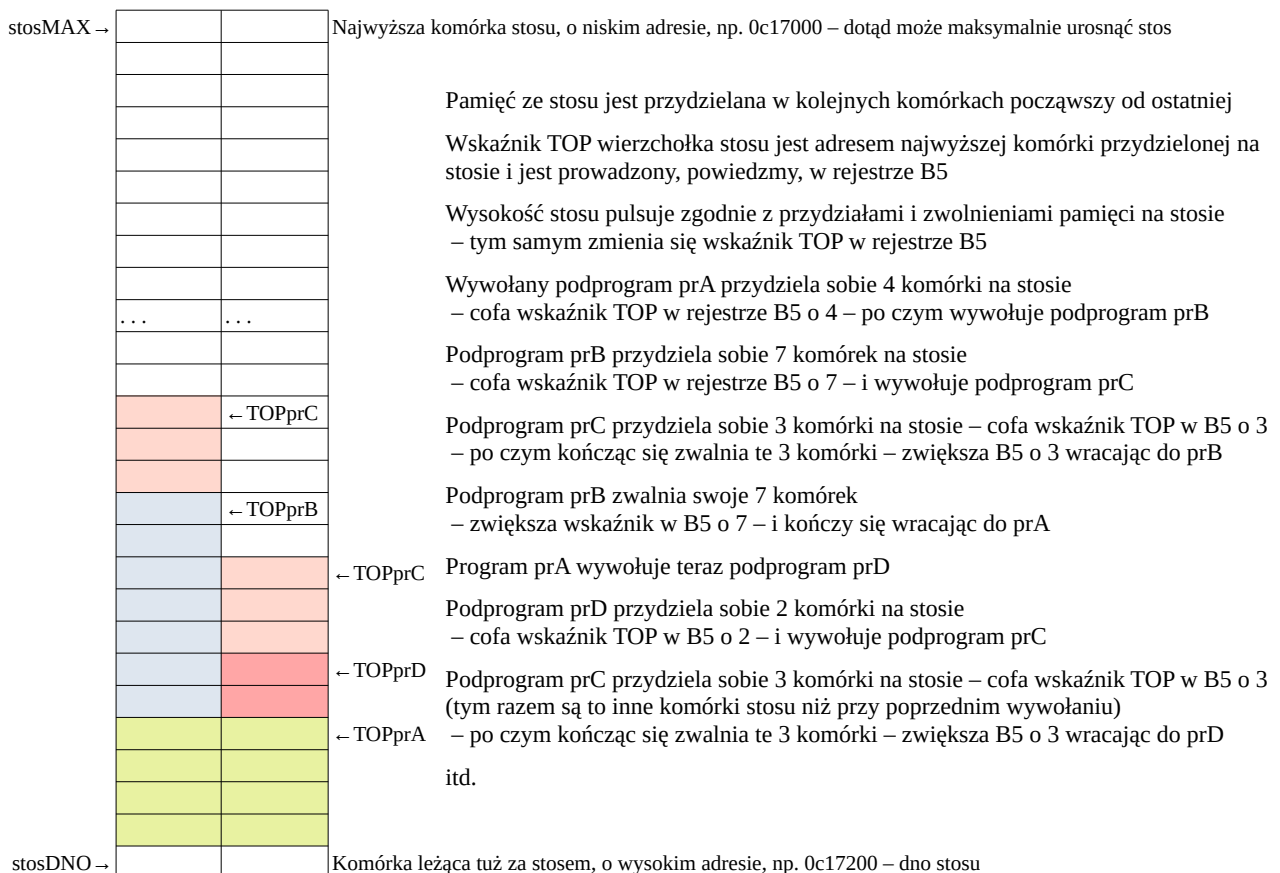 stosMAX→ Najwyższa komórka stosu, o niskim adresie, np. 0c17000 – dotąd może maksymalnie urosnąć stos
Pamięć ze stosu jest przydzielana w kolejnych komórkach począwszy od ostatniej
Wskaźnik TOP wierzchołka stosu jest adresem najwyższej komórki przydzielonej na
stosie i jest prowadzony, powiedzmy, w rejestrze B5
Wysokość stosu pulsuje zgodnie z przydziałami i zwolnieniami pamięci na stosie
– tym samym zmienia się wskaźnik TOP w rejestrze B5
Wywołany podprogram prA przydziela sobie 4 komórki na stosie
. . . . . . – cofa wskaźnik TOP w rejestrze B5 o 4 – po czym wywołuje podprogram prB
Podprogram prB przydziela sobie 7 komórek na stosie
– cofa wskaźnik TOP w rejestrze B5 o 7 – i wywołuje podprogram prC
←TOPprC
Podprogram prC przydziela sobie 3 komórki na stosie – cofa wskaźnik TOP w B5 o 3
– po czym kończąc się zwalnia te 3 komórki – zwiększa B5 o 3 wracając do prB
Podprogram prB zwalnia swoje 7 komórek
←TOPprB
– zwiększa wskaźnik w B5 o 7 – i kończy się wracając do prA
←TOPprC Program prA wywołuje teraz podprogram prD
Podprogram prD przydziela sobie 2 komórki na stosie
– cofa wskaźnik TOP w B5 o 2 – i wywołuje podprogram prC
←TOPprD
Podprogram prC przydziela sobie 3 komórki na stosie – cofa wskaźnik TOP w B5 o 3
(tym razem są to inne komórki stosu niż przy poprzednim wywołaniu)
←TOPprA – po czym kończąc się zwalnia te 3 komórki – zwiększa B5 o 3 wracając do prD
itd.
stosDNO→ Komórka leżąca tuż za stosem, o wysokim adresie, np. 0c17200 – dno stosu